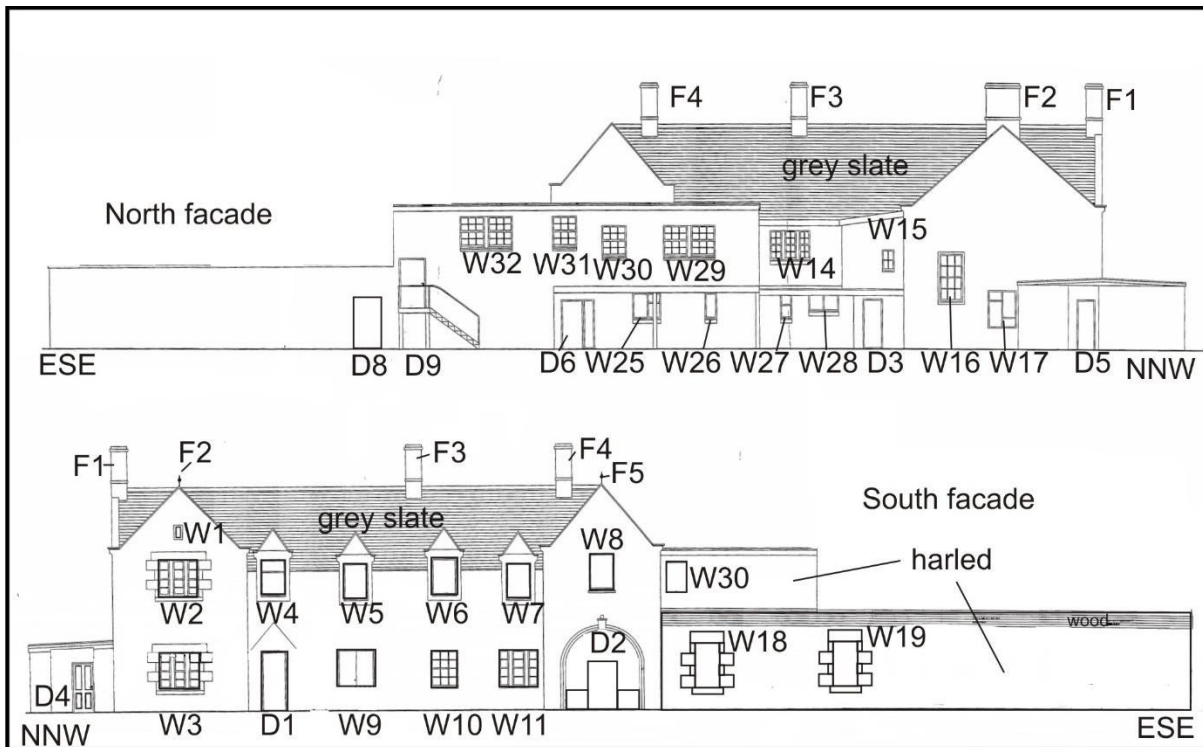 F4 F3 F2 F1
grey slate
North facade
W15
W32 W31 W30 W29 W14
ESE D8 D9 D6 W25 W26 W27 W28 D3 W16 W17 D5 NNW
F1 F2 F3 F4 F5
South facade
grey slate
W1 W8
harled
W30
W2 W4 W5 W6 W7
wood
D2 W18 W19
D4
NNW W3 D1 W9 W10 W11 ESE